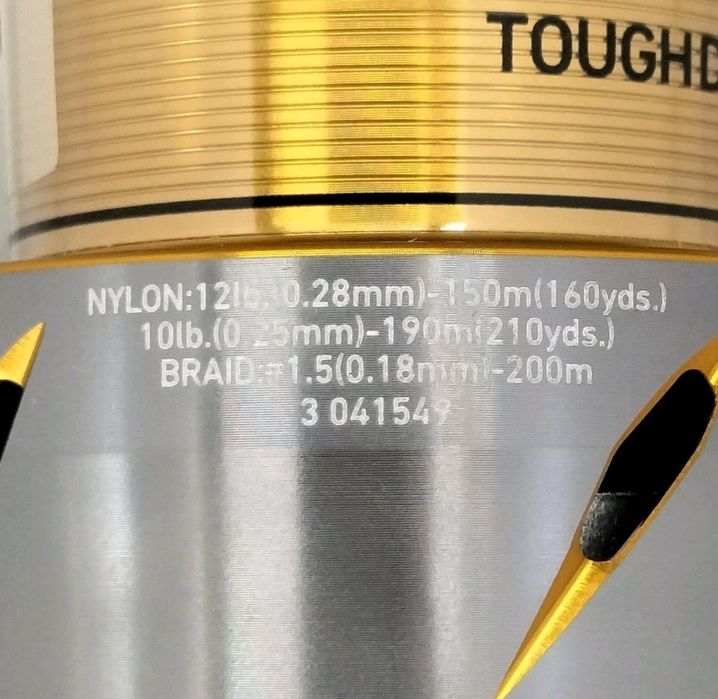 TOUGHD
NYLON:12lb.(0.28mm)-150m(160yds.)
10lb.(0.25mm)-190m(210yds.)
BRAID:#1.5(0.18mm)-200m
3 041549